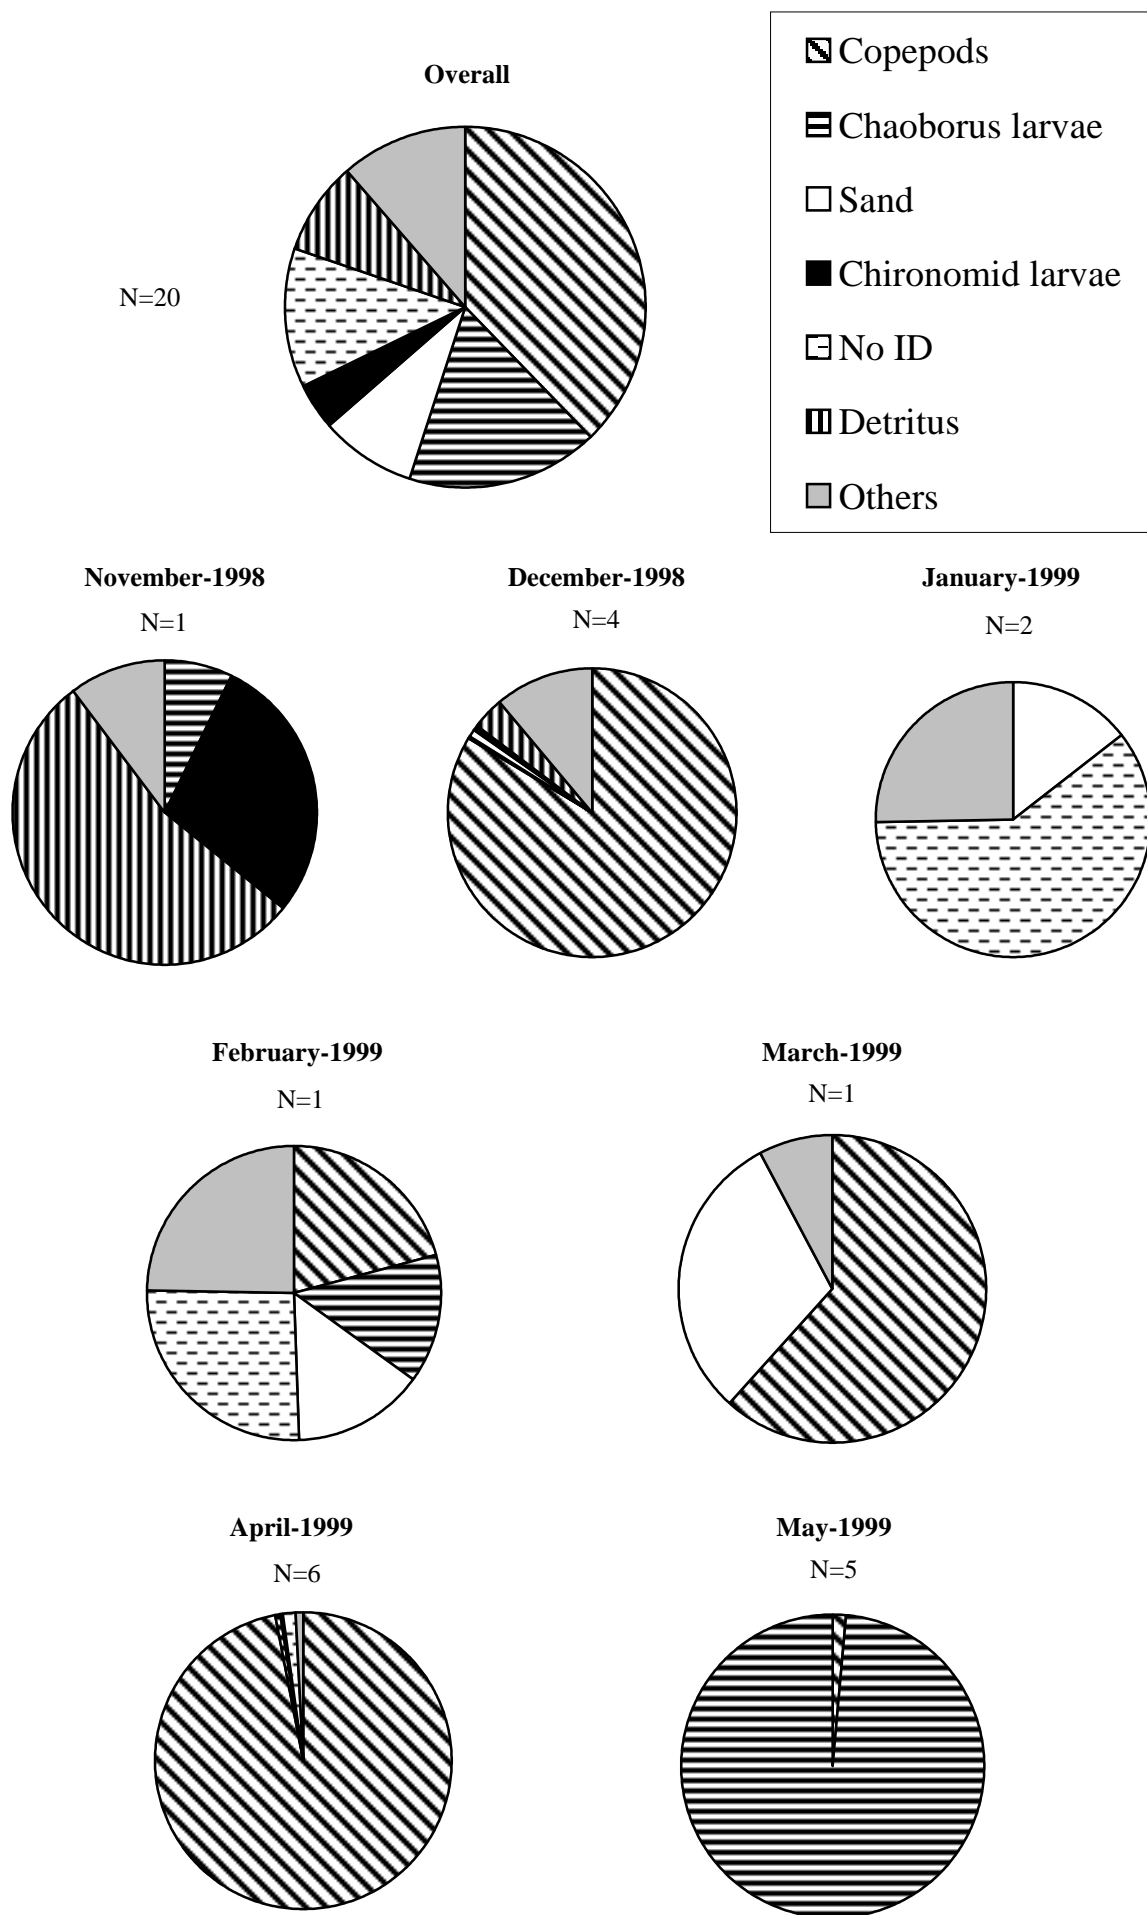 Overall
N=20
Copepods
Chaoborus larvae
Sand
Chironomid larvae
No ID
Detritus
Others
November-1998
N=1
December-1998
N=4
January-1999
N=2
February-1999
N=1
March-1999
N=1
April-1999
N=6
May-1999
N=5